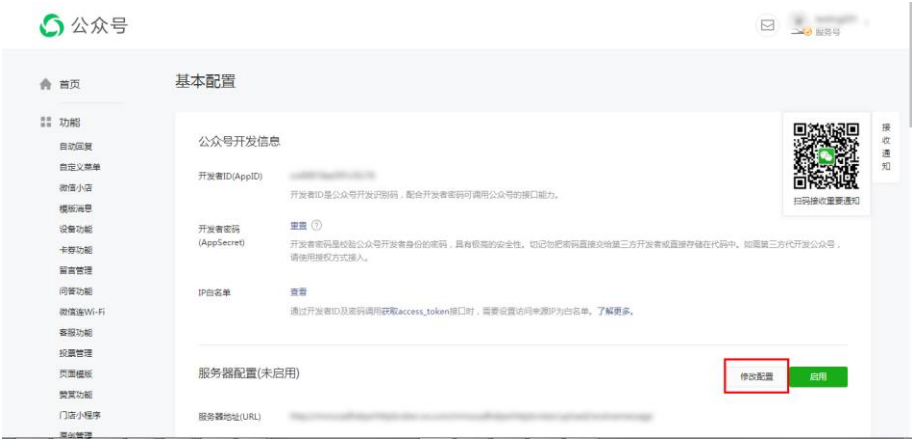 公众号
服务号
首页
功能
自动回复
自定义菜单
微信小店
模版消息
设备功能
卡券功能
留言管理
问答功能
微信连Wi-Fi
客服功能
投票管理
页面模版
赞赏功能
门店小程序
原创管理
基本配置
公众号开发信息
开发者ID(AppID)
开发者ID是公众号开发识别码，配合开发者密码可调用公众号的接口能力。
开发者密码
(AppSecret)
重置
开发者密码是校验公众号开发者身份的密码，具有极高的安全性。切记勿把密码直接交给第三方开发者或直接存储在代码中。如需第三方代开发公众号，
请使用授权方式接入。
IP白名单
查看
通过开发者ID及密码调用获取access_token接口时，需要设置访问来源IP为白名单。了解更多。
服务器配置(未启用)
修改配置
启用
服务器地址(URL)
扫码接收重要通知
接
收
通
知